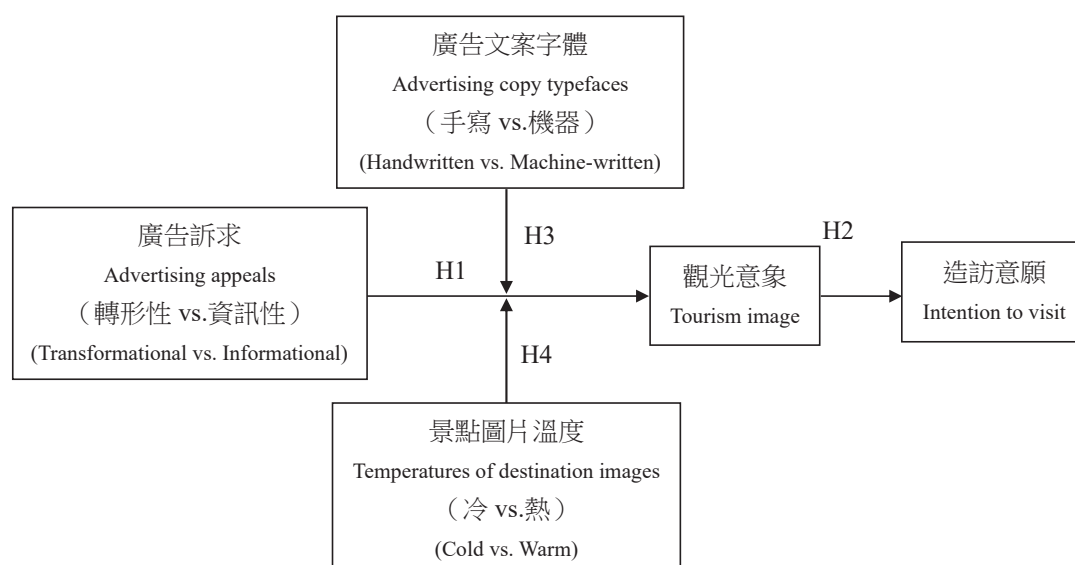 廣告文案字體
Advertising copy typefaces
（手寫 vs.機器）
(Handwritten vs. Machine-written)
H3
廣告訴求
Advertising appeals
（轉形性 vs.資訊性）
(Transformational vs. Informational)
H1
觀光意象
Tourism image
H2
造訪意願
Intention to visit
H4
景點圖片溫度
Temperatures of destination images
（冷 vs.熱）
(Cold vs. Warm)